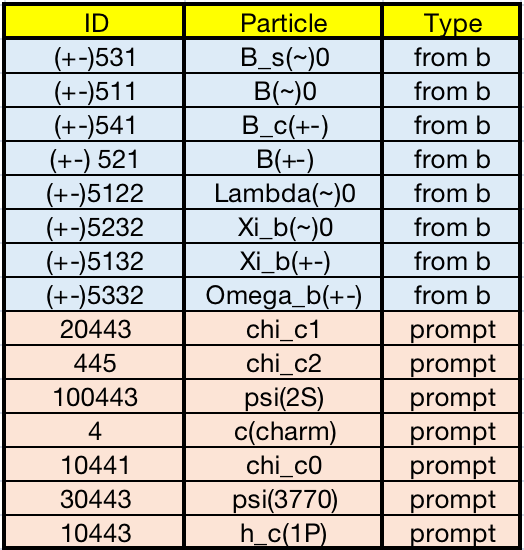 ID Particle Type
(+-)531 B_s(~)0 from b
(+-)511 B(~)0 from b
(+-)541 B_c(+-) from b
(+-) 521 B(+-) from b
(+-)5122 Lambda(~)0 from b
(+-)5232 Xi_b(~)0 from b
(+-)5132 Xi_b(+-) from b
(+-)5332 Omega_b(+-) from b
20443 chi_c1 prompt
445 chi_c2 prompt
100443 psi(2S) prompt
4 c(charm) prompt
10441 chi_c0 prompt
30443 psi(3770) prompt
10443 h_c(1P) prompt